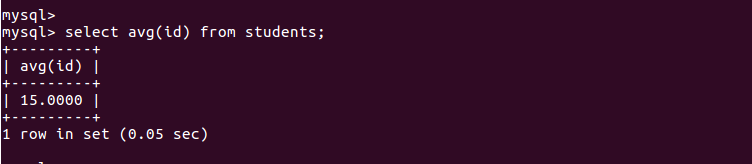 mysql>
mysql> select avg(id) from students;
+---------+
| avg(id) |
+---------+
| 15.0000 |
+---------+
1 row in set (0.05 sec)